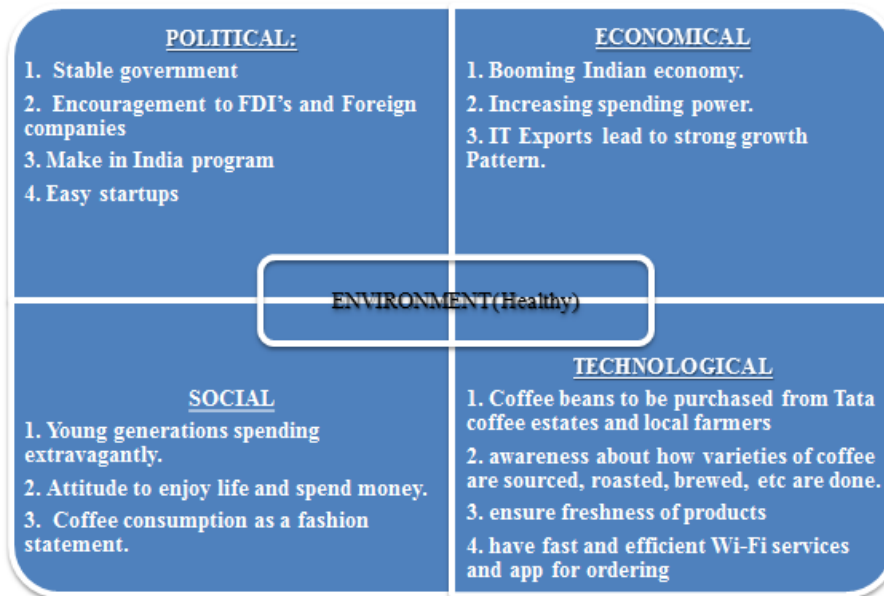 POLITICAL:
1. Stable government
2. Encouragement to FDI's and Foreign
companies
3. Make in India program
4. Easy startups
ECONOMICAL
1. Booming Indian economy.
2. Increasing spending power.
3. IT Exports lead to strong growth
Pattern.
ENVIRONMENT(Healthy)
SOCIAL
1. Young generations spending
extravagantly.
2. Attitude to enjoy life and spend money.
3. Coffee consumption as a fashion
statement.
TECHNOLOGICAL
1. Coffee beans to be purchased from Tata
coffee estates and local farmers
2. awareness about how varieties of coffee
are sourced, roasted, brewed, etc are done.
3. ensure freshness of products
4. have fast and efficient Wi-Fi services
and app for ordering